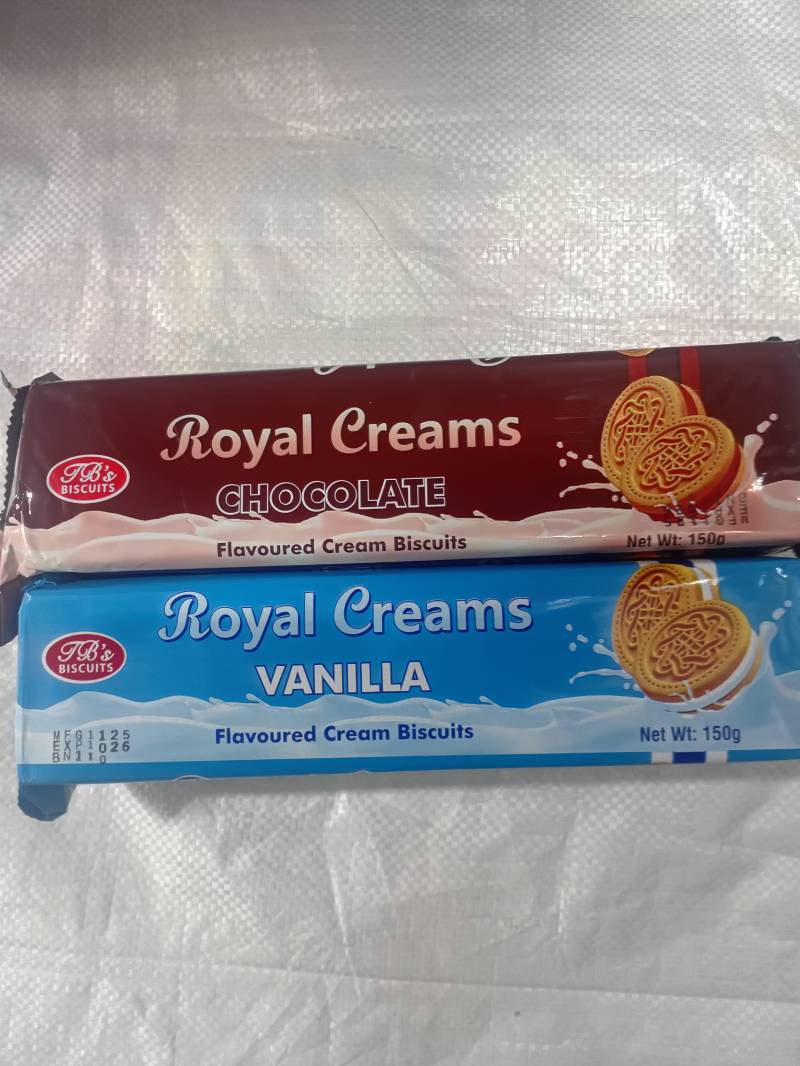 Royal Creams
TB's
BISCUITS
CHOCOLATE
Flavoured Cream Biscuits
Net Wt: 150g
Royal Creams
TB's
BISCUITS
VANILLA
Flavoured Cream Biscuits
Net Wt: 150g
MFG 1125
EXP 1026
BN 110